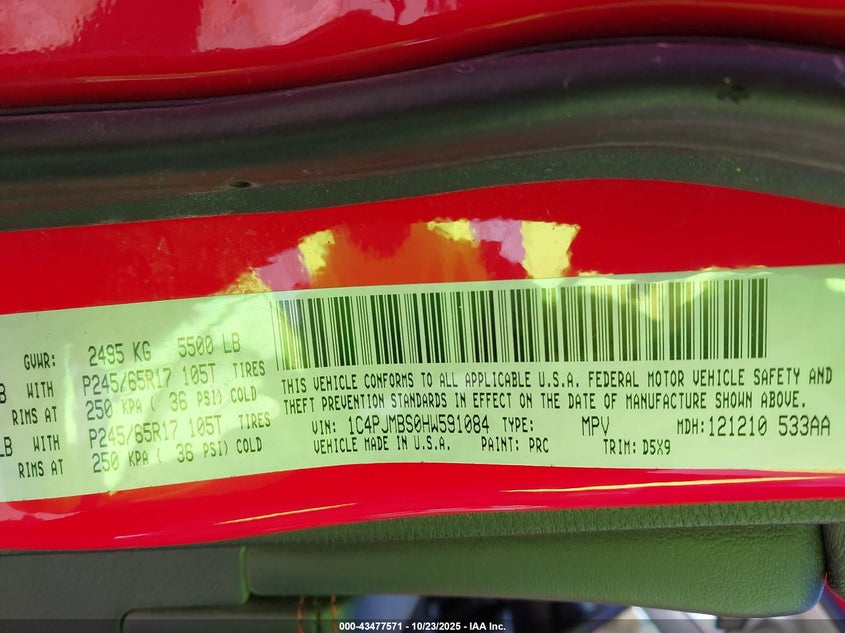 GVWR: 2495 KG 5500 LB
B WITH P245/65R17 105T TIRES
RIMS AT 250 KPA ( 36 PSI) COLD
LB WITH P245/65R17 105T TIRES
RIMS AT 250 KPA ( 36 PSI) COLD
THIS VEHICLE CONFORMS TO ALL APPLICABLE U.S.A. FEDERAL MOTOR VEHICLE SAFETY AND
THEFT PREVENTION STANDARDS IN EFFECT ON THE DATE OF MANUFACTURE SHOWN ABOVE.
VIN: 1C4PJMBS0HW591084 TYPE: MPV MDH: 121210 533AA
VEHICLE MADE IN U.S.A. PAINT: PRC TRIM: D5X9
000-43477571 - 10/23/2025 - IAA Inc.